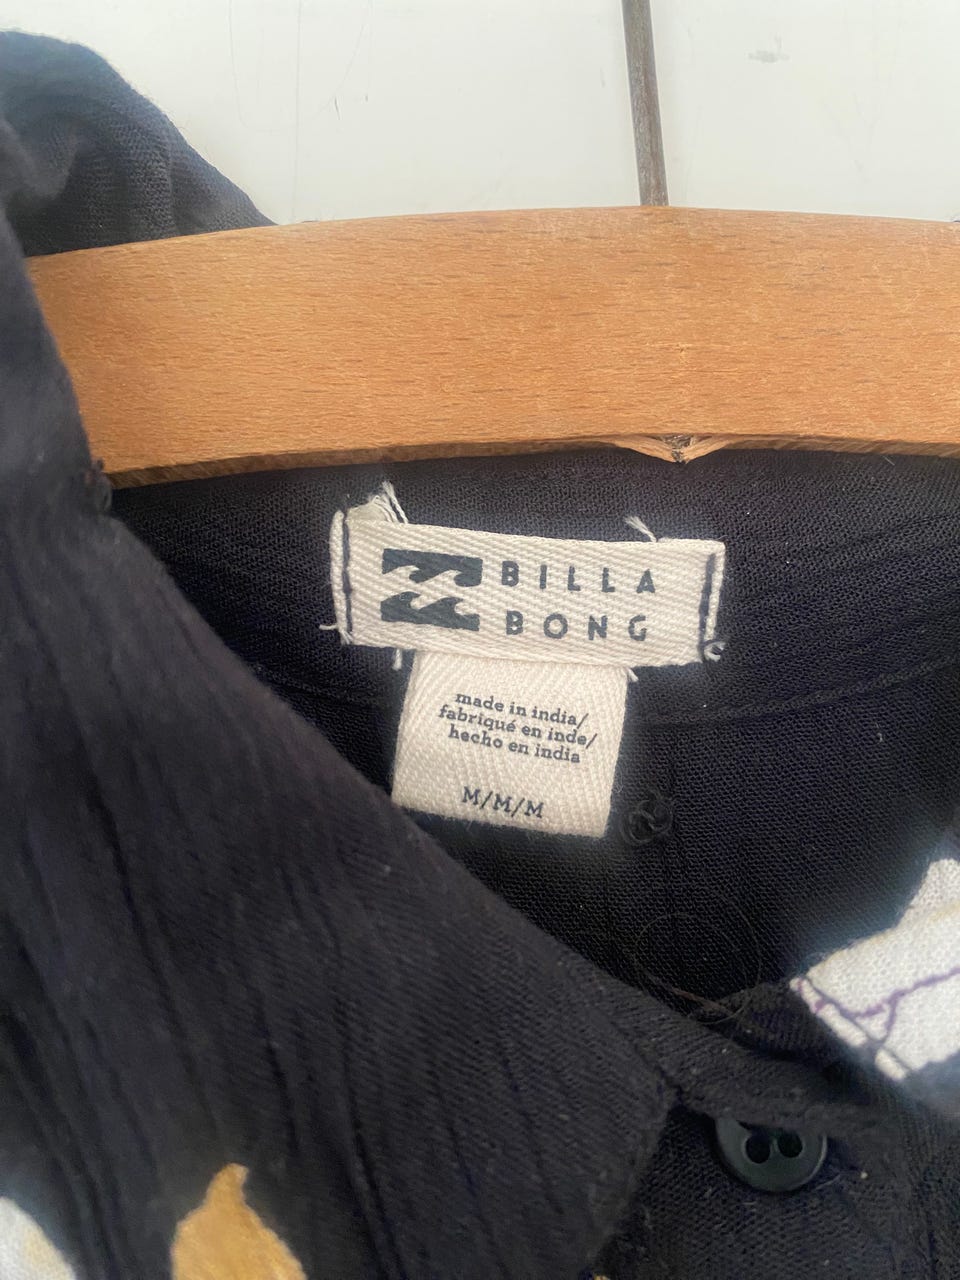 BILLA
BONG
made in india/
fabriqué en inde/
hecho en india
M/M/M